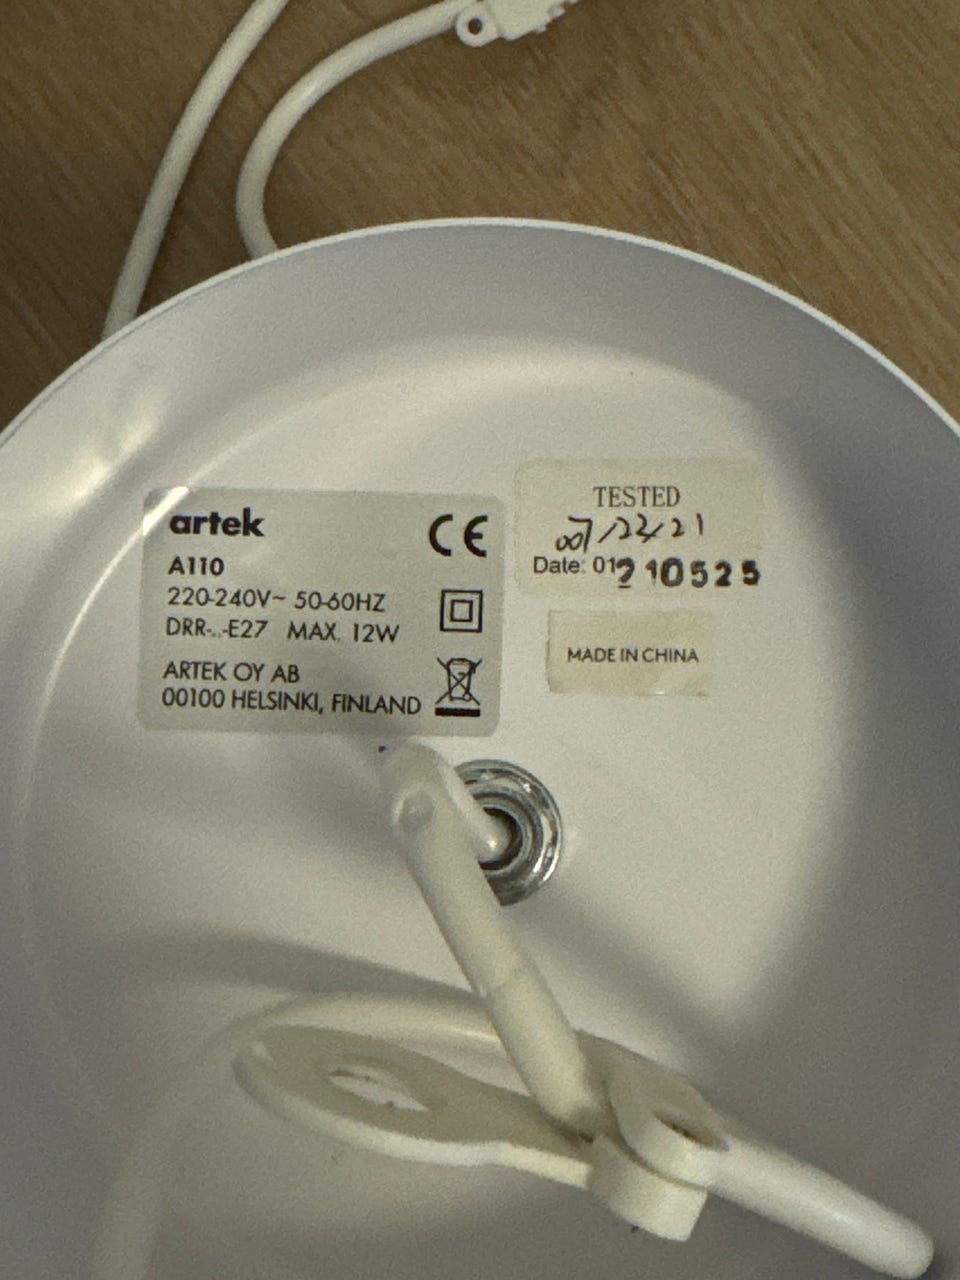 artek
CE
A110
220-240V~ 50-60HZ
DRR-..-E27 MAX. 12W
ARTEK OY AB
00100 HELSINKI, FINLAND
TESTED
Date: 01 210525
MADE IN CHINA